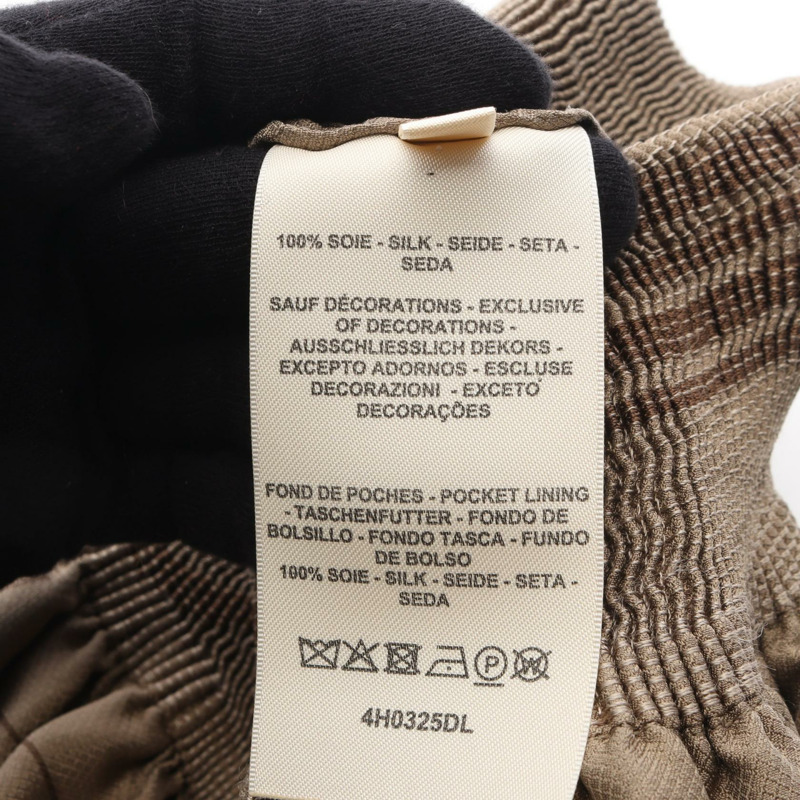 100% SOIE - SILK - SEIDE - SETA -
SEDA
SAUF DÉCORATIONS - EXCLUSIVE
OF DECORATIONS -
AUSSCHLIESSLICH DEKORS -
EXCEPTO ADORNOS - ESCLUSE
DECORAZIONI - EXCETO
DECORAÇÕES
FOND DE POCHES - POCKET LINING
- TASCHENFUTTER - FONDO DE
BOLSILLO - FONDO TASCA - FUNDO
DE BOLSO
100% SOIE - SILK - SEIDE - SETA -
SEDA
P W
4H0325DL